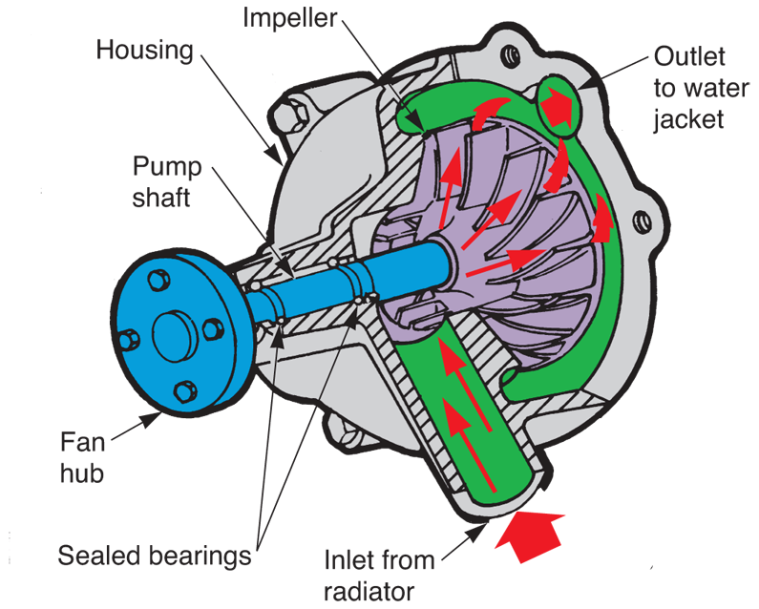 Impeller
Housing
Outlet
to water
jacket
Pump
shaft
Fan
hub
Sealed bearings
Inlet from
radiator